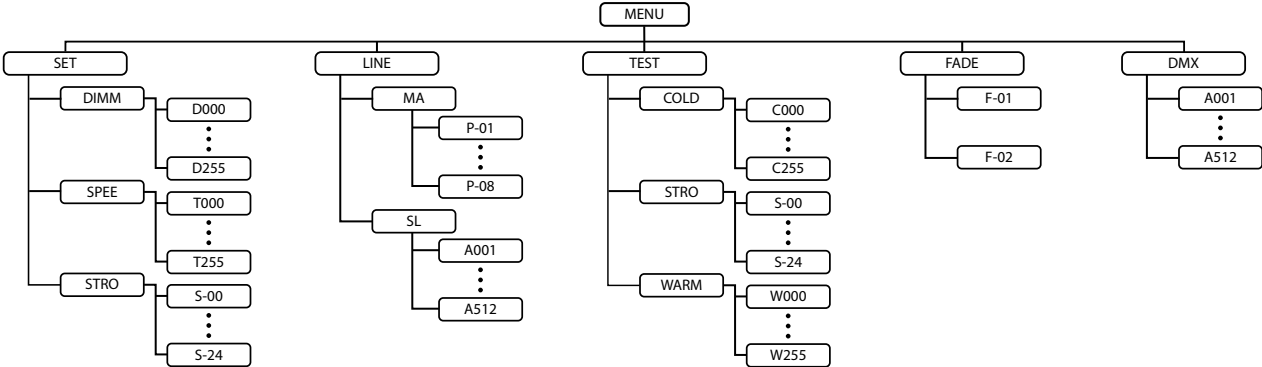 MENU
SET
DIMM
D000
D255
SPEE
T000
T255
STRO
S-00
S-24
LINE
MA
P-01
P-08
SL
A001
A512
TEST
COLD
C000
C255
STRO
S-00
S-24
WARM
W000
W255
FADE
F-01
F-02
DMX
A001
A512